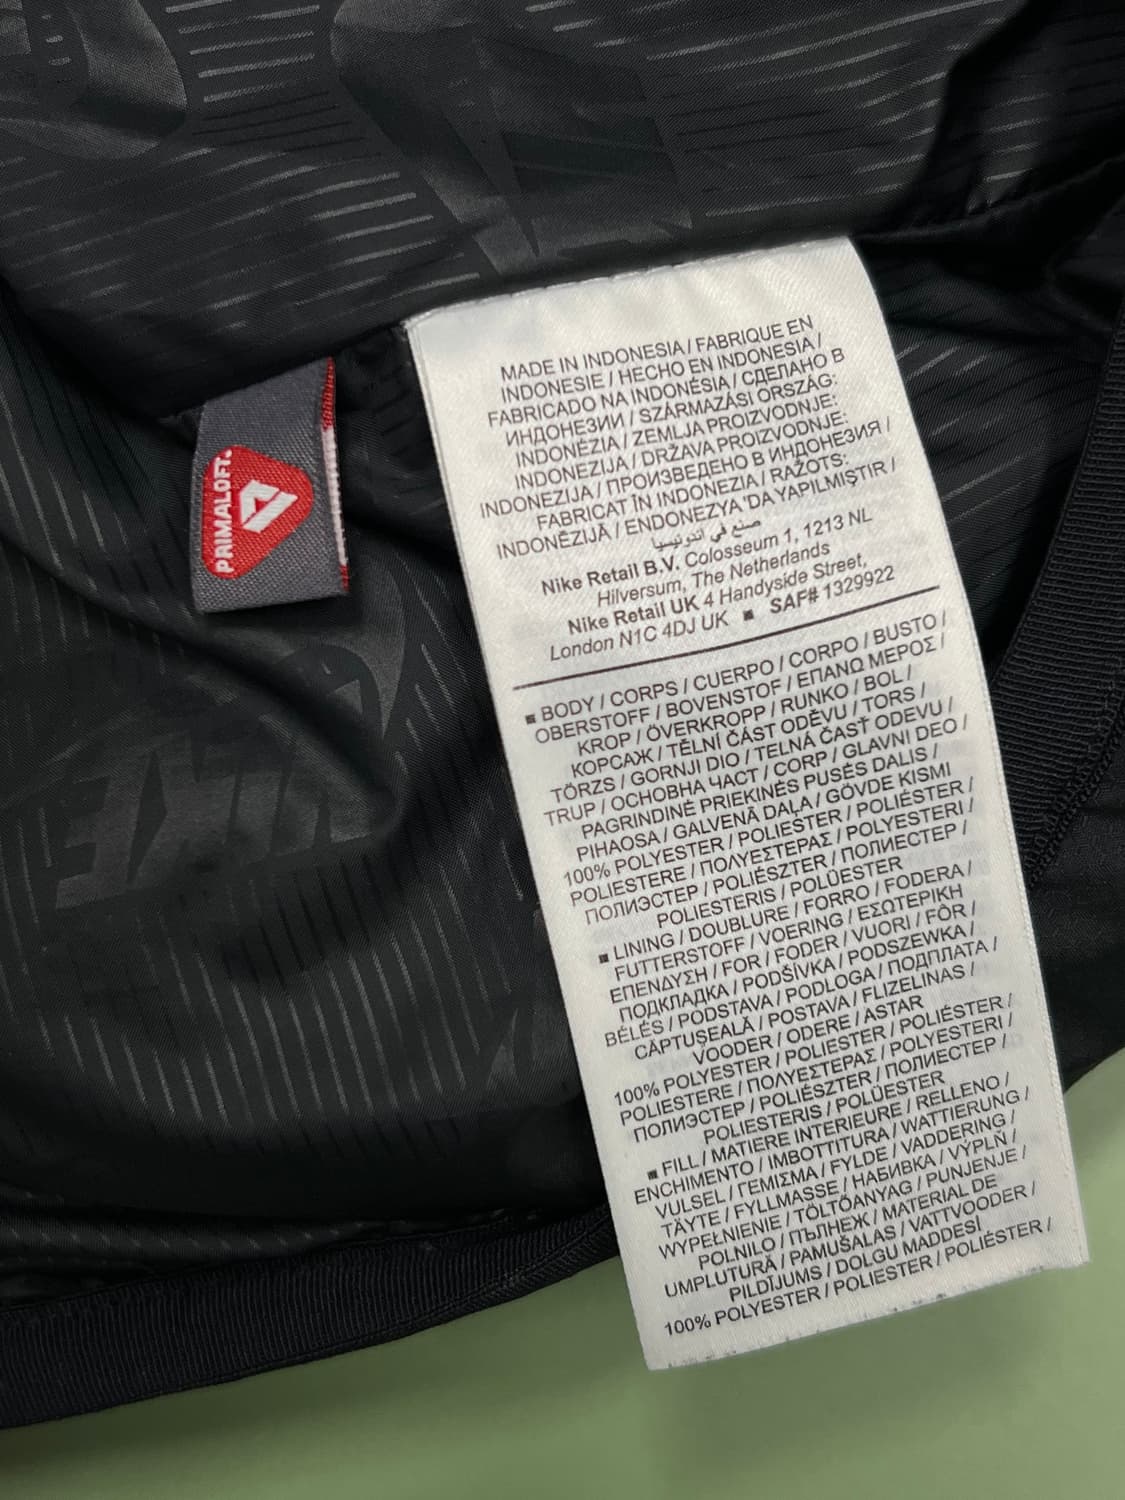 PRIMALOFT.
NIKE
MADE IN INDONESIA / FABRIQUE EN
INDONESIE / HECHO EN INDONESIA /
FABRICADO NA INDONÉSIA / СДЕЛАНО В
ИНДОНЕЗИИ / SZÁRMAZÁSI ORSZÁG:
INDONÉZIA / ZEMLJA PROIZVODNJE:
INDONEZIJA / DRŽAVA PROIZVODNJE:
INDONEZIJA / ПРОИЗВЕДЕНО В ИНДОНЕЗИЯ /
FABRICAT ÎN INDONEZIA / RAŽOTS:
INDONĒZIJĀ / ENDONEZYA 'DA YAPILMIŞTIR /
صنع في اندونيسيا
Nike Retail B.V. Colosseum 1, 1213 NL
Hilversum, The Netherlands
Nike Retail UK 4 Handyside Street,
London N1C 4DJ UK ■ SAF# 1329922
■ BODY / CORPS / CUERPO / CORPO / BUSTO /
OBERSTOFF / BOVENSTOF / ΕΠΑΝΩ ΜΕΡΟΣ /
KROP / ÖVERKROPP / RUNKO / BOL /
КОРСАЖ / TĚLNÍ ČÁST ODĚVU / TORS /
TÖRZS / GORNJI DIO / TELNÁ ČASŤ ODEVU /
TRUP / ОСНОВНА ЧАСТ / CORP / GLAVNI DEO /
PAGRINDINĖ PRIEKINĖS PUSĖS DALIS /
PIHAOSA / GALVENĀ DAĻA / GÖVDE KISMI
100% POLYESTER / POLIESTER / POLIÉSTER /
POLIESTERE / ΠΟΛΥΕΣΤΕΡΑΣ / POLYESTERI /
ПОЛИЭСТЕР / POLIÉSZTER / ПОЛИЕСТЕР /
POLIESTERIS / POLÜESTER
■ LINING / DOUBLURE / FORRO / FODERA /
FUTTERSTOFF / VOERING / ΕΣΩΤΕΡΙΚΗ
ΕΠΕΝΔΥΣΗ / FOR / FODER / VUORI / FÔR /
ПОДКЛАДКА / PODŠÍVKA / PODSZEWKA /
BÉLÉS / PODSTAVA / PODLOGA / ПОДПЛАТА /
CĂPTUȘEALĂ / POSTAVA / FLIZELINAS /
VOODER / ODERE / ASTAR
100% POLYESTER / POLIESTER / POLIÉSTER /
POLIESTERE / ΠΟΛΥΕΣΤΕΡΑΣ / POLYESTERI /
ПОЛИЭСТЕР / POLIÉSZTER / ПОЛИЕСТЕР /
POLIESTERIS / POLÜESTER
■ FILL / MATIERE INTERIEURE / RELLENO /
ENCHIMENTO / IMBOTTITURA / WATTIERUNG /
VULSEL / ΓΕΜΙΣΜΑ / FYLDE / VADDERING /
TÄYTE / FYLLMASSE / НАБИВКА / VÝPLŇ /
WYPEŁNIENIE / TÖLTŐANYAG / PUNJENJE /
POLNILO / ПЪЛНЕЖ / MATERIAL DE
UMPLUTURĂ / PAMUŠALAS / VATTVOODER /
PILDĪJUMS / DOLGU MADDESİ
100% POLYESTER / POLIESTER / POLIÉSTER /